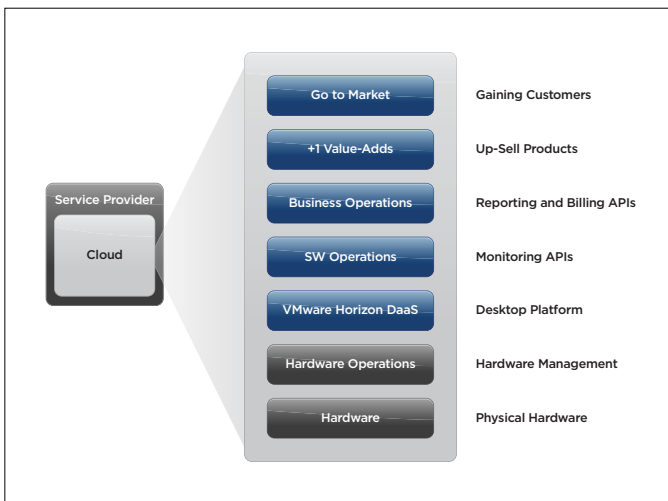 Go to Market
Gaining Customers
+1 Value-Adds
Up-Sell Products
Service Provider
Cloud
Business Operations
Reporting and Billing APIs
SW Operations
Monitoring APIs
VMware Horizon DaaS
Desktop Platform
Hardware Operations
Hardware Management
Hardware
Physical Hardware